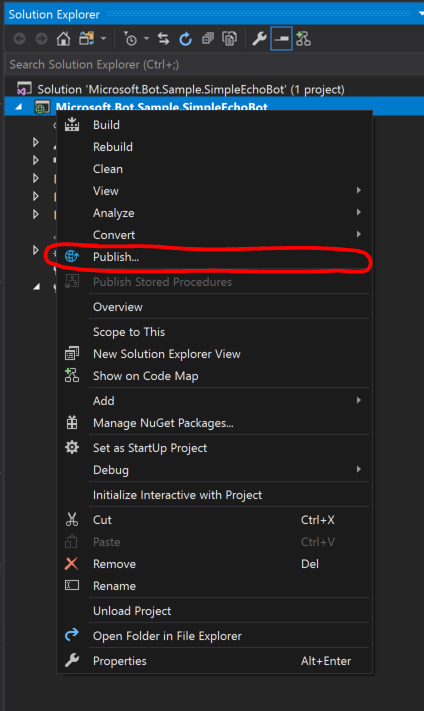 Solution Explorer
Search Solution Explorer (Ctrl+;)
Solution 'Microsoft.Bot.Sample.SimpleEchoBot' (1 project)
Microsoft.Bot.Sample.SimpleEchoBot
Build
Rebuild
Clean
View
Analyze
Convert
Publish...
Publish Stored Procedures
Overview
Scope to This
New Solution Explorer View
Show on Code Map
Add
Manage NuGet Packages...
Set as StartUp Project
Debug
Initialize Interactive with Project
Cut Ctrl+X
Paste Ctrl+V
Remove Del
Rename
Unload Project
Open Folder in File Explorer
Properties Alt+Enter